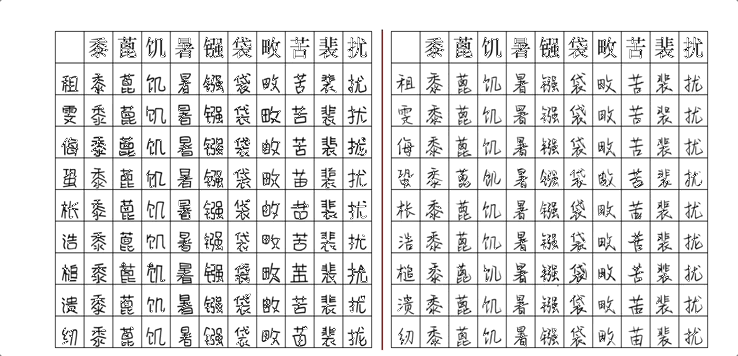 黍 蓖 饥 暑 镪 袋 畋 苦 裴 扰 黍 蓖 饥 暑 镪 袋 畋 苦 裴 扰
祖 黍 蓖 饥 暑 镪 袋 畋 苦 裴 扰 祖 黍 蓖 饥 暑 镪 袋 畋 苦 裴 扰
雯 黍 蓖 饥 暑 镪 袋 畋 苦 裴 扰 雯 黍 蓖 饥 暑 镪 袋 畋 苦 裴 扰
侮 黍 蓖 饥 暑 镪 袋 畋 苦 裴 扰 侮 黍 蓖 饥 暑 镪 袋 畋 苦 裴 扰
蛩 黍 蓖 饥 暑 镪 袋 畋 苦 裴 扰 蛩 黍 蓖 饥 暑 镪 袋 畋 苦 裴 扰
枨 黍 蓖 饥 暑 镪 袋 畋 苦 裴 扰 枨 黍 蓖 饥 暑 镪 袋 畋 苦 裴 扰
浩 黍 蓖 饥 暑 镪 袋 畋 苦 裴 扰 浩 黍 蓖 饥 暑 镪 袋 畋 苦 裴 扰
槌 黍 蓖 饥 暑 镪 袋 畋 苦 裴 扰 槌 黍 蓖 饥 暑 镪 袋 畋 苦 裴 扰
溃 黍 蓖 饥 暑 镪 袋 畋 苦 裴 扰 溃 黍 蓖 饥 暑 镪 袋 畋 苦 裴 扰
纫 黍 蓖 饥 暑 镪 袋 畋 苦 裴 扰 纫 黍 蓖 饥 暑 镪 袋 畋 苦 裴 扰